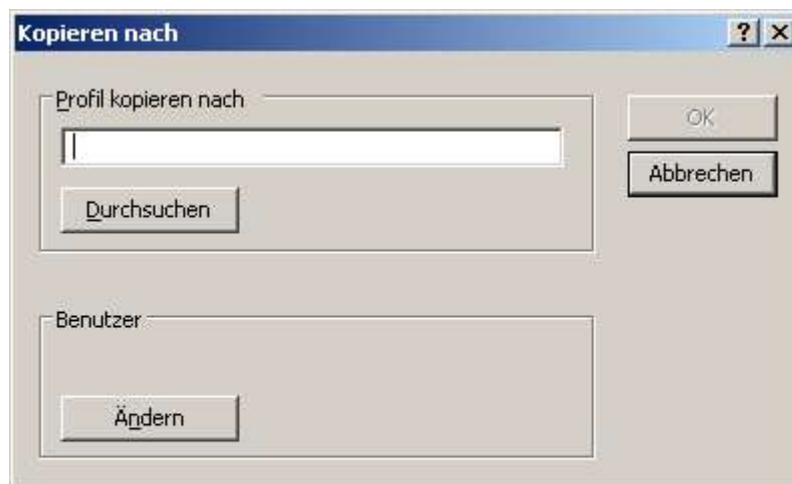 Kopieren nach
Profil kopieren nach
OK
Abbrechen
Durchsuchen
Benutzer
Ändern